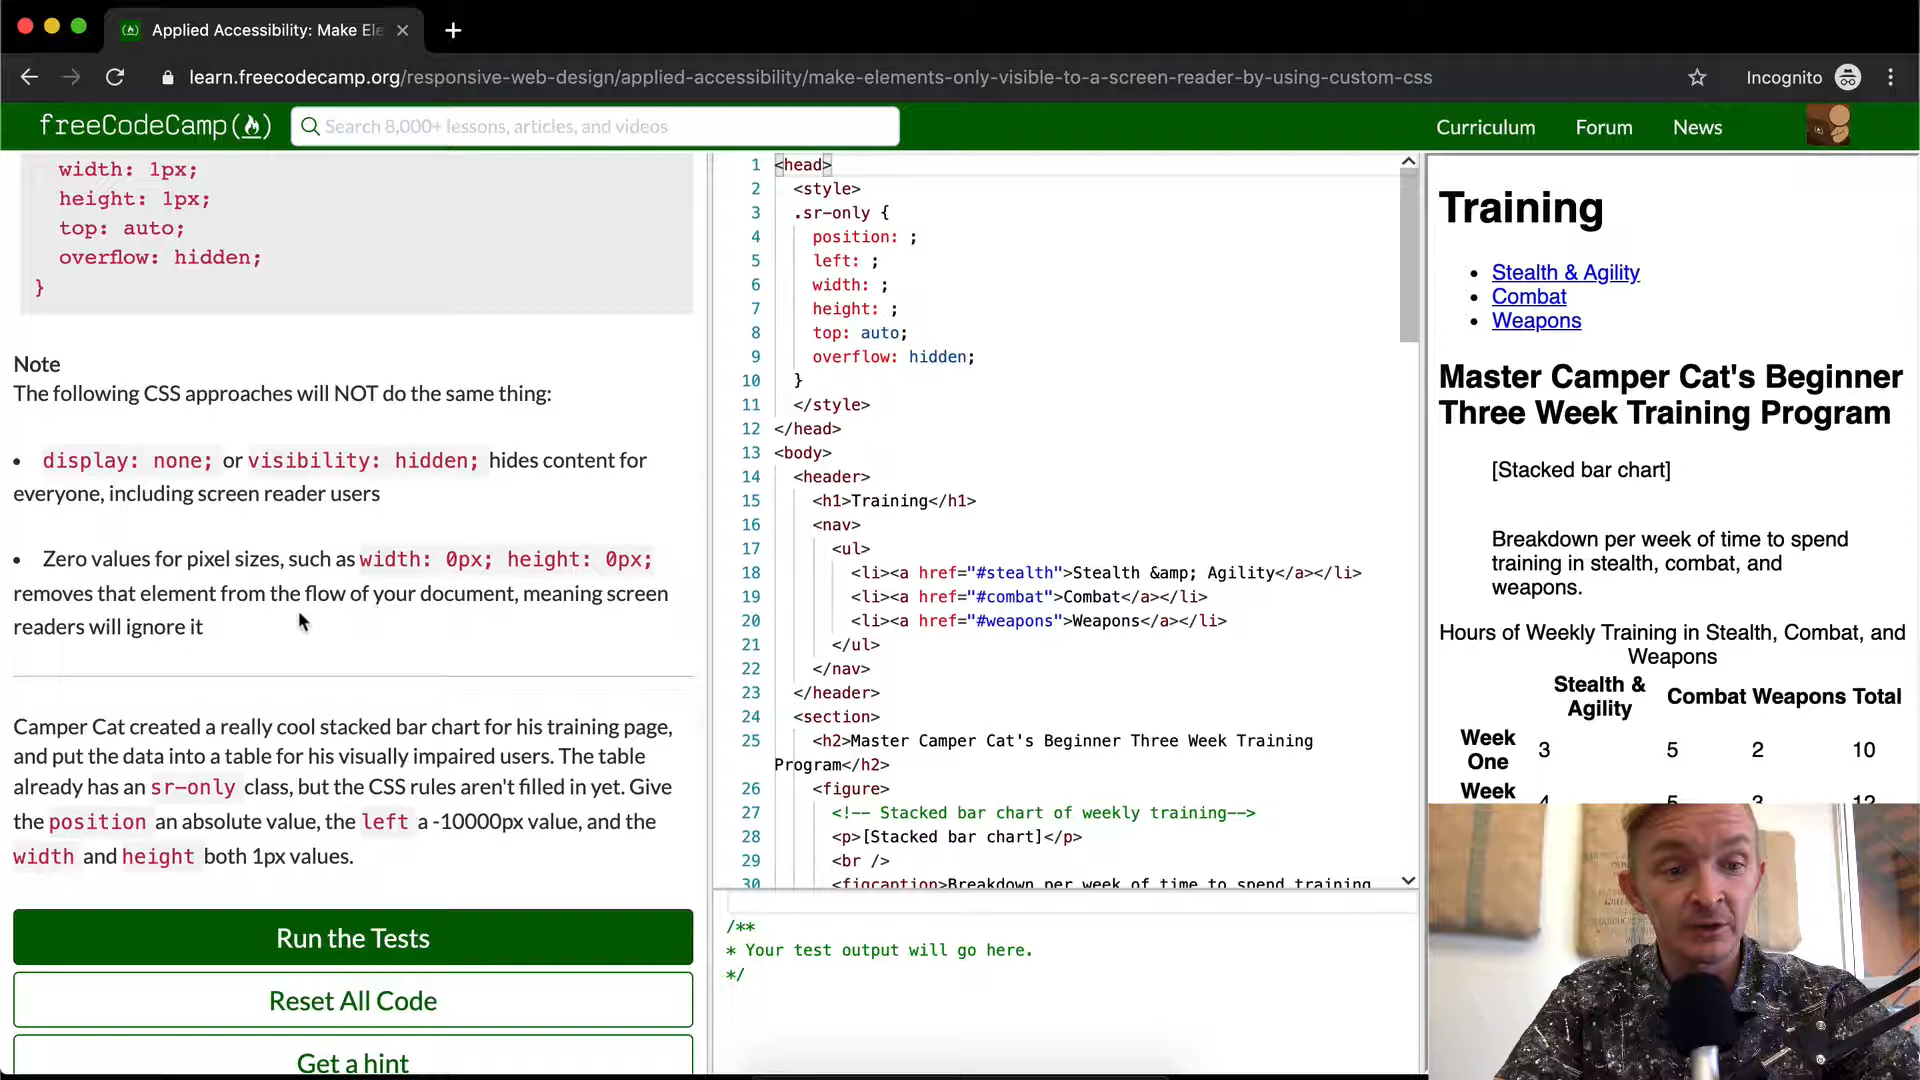 Applied Accessibility: Make Ele
learn.freecodecamp.org/responsive-web-design/applied-accessibility/make-elements-only-visible-to-a-screen-reader-by-using-custom-css
Incognito
freeCodeCamp
Search 8,000+ lessons, articles, and videos
Curriculum
Forum
News
width: 1px;
height: 1px;
top: auto;
overflow: hidden;
}
Note
The following CSS approaches will NOT do the same thing:
• display: none; or visibility: hidden; hides content for
everyone, including screen reader users
• Zero values for pixel sizes, such as width: 0px; height: 0px;
removes that element from the flow of your document, meaning screen
readers will ignore it
Camper Cat created a really cool stacked bar chart for his training page,
and put the data into a table for his visually impaired users. The table
already has an sr-only class, but the CSS rules aren't filled in yet. Give
the position an absolute value, the left a -10000px value, and the
width and height both 1px values.
Run the Tests
Reset All Code
Get a hint
1 <head>
2 <style>
3 .sr-only {
4 position: ;
5 left: ;
6 width: ;
7 height: ;
8 top: auto;
9 overflow: hidden;
10 }
11 </style>
12 </head>
13 <body>
14 <header>
15 <h1>Training</h1>
16 <nav>
17 <ul>
18 <li><a href="#stealth">Stealth &amp; Agility</a></li>
19 <li><a href="#combat">Combat</a></li>
20 <li><a href="#weapons">Weapons</a></li>
21 </ul>
22 </nav>
23 </header>
24 <section>
25 <h2>Master Camper Cat's Beginner Three Week Training
Program</h2>
26 <figure>
27 <!-- Stacked bar chart of weekly training-->
28 <p>[Stacked bar chart]</p>
29 <br />
30 <figcaption>Breakdown per week of time to spend training
/**
* Your test output will go here.
*/
Training
• Stealth & Agility
• Combat
• Weapons
Master Camper Cat's Beginner
Three Week Training Program
[Stacked bar chart]
Breakdown per week of time to spend
training in stealth, combat, and
weapons.
Hours of Weekly Training in Stealth, Combat, and
Weapons
Stealth &
Agility
Combat Weapons Total
Week
One
3 5 2 10
Week
4 5 3 12